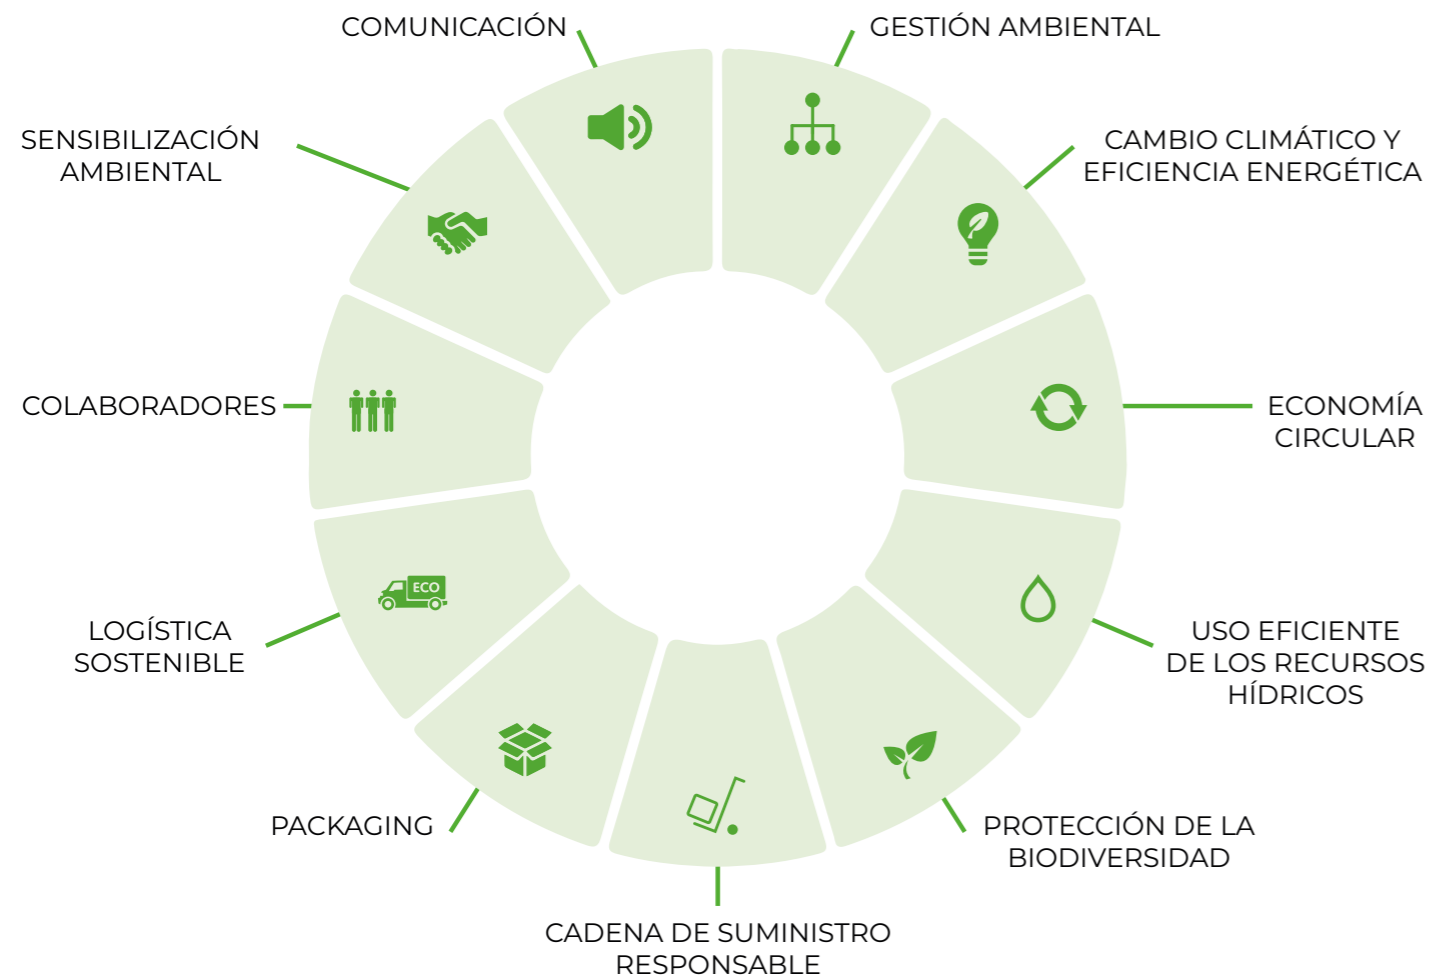 COMUNICACIÓN
GESTIÓN AMBIENTAL
CAMBIO CLIMÁTICO Y
EFICIENCIA ENERGÉTICA
ECONOMÍA
CIRCULAR
USO EFICIENTE
DE LOS RECURSOS
HÍDRICOS
PROTECCIÓN DE LA
BIODIVERSIDAD
CADENA DE SUMINISTRO
RESPONSABLE
PACKAGING
LOGÍSTICA
SOSTENIBLE
ECO
COLABORADORES
SENSIBILIZACIÓN
AMBIENTAL